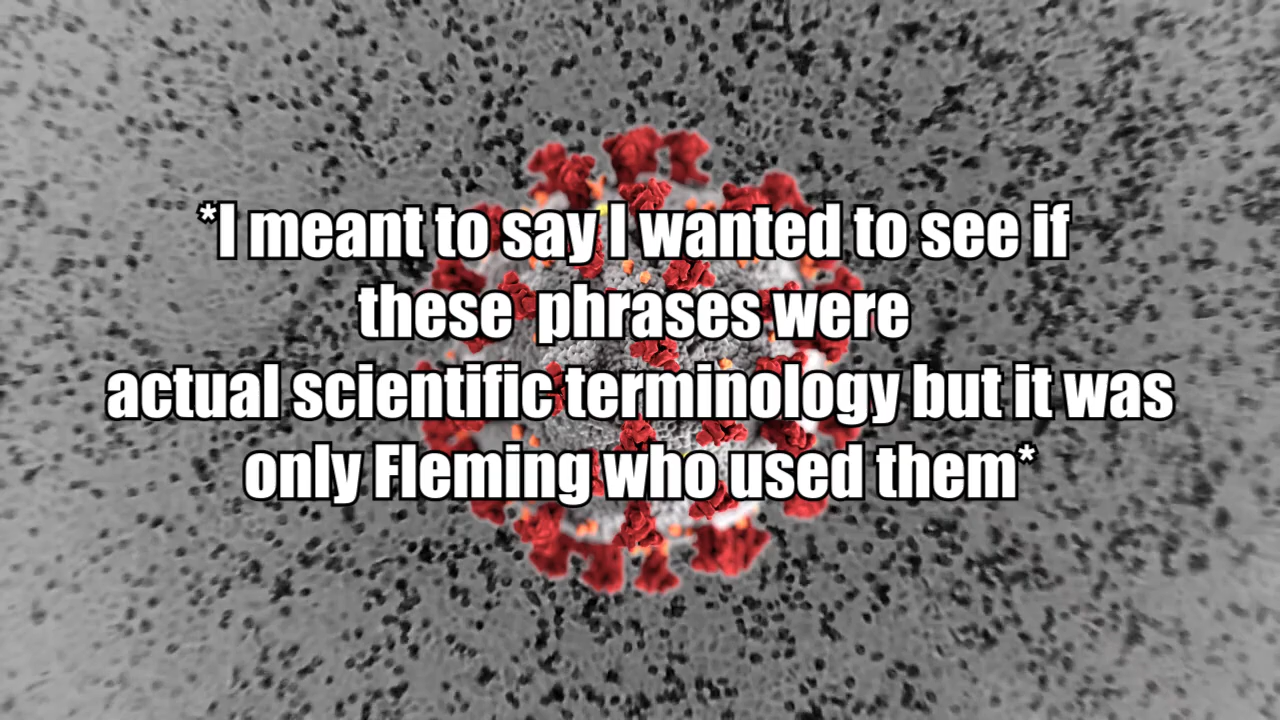 *I meant to say I wanted to see if
these  phrases were
actual scientific terminology but it was
only Fleming who used them*